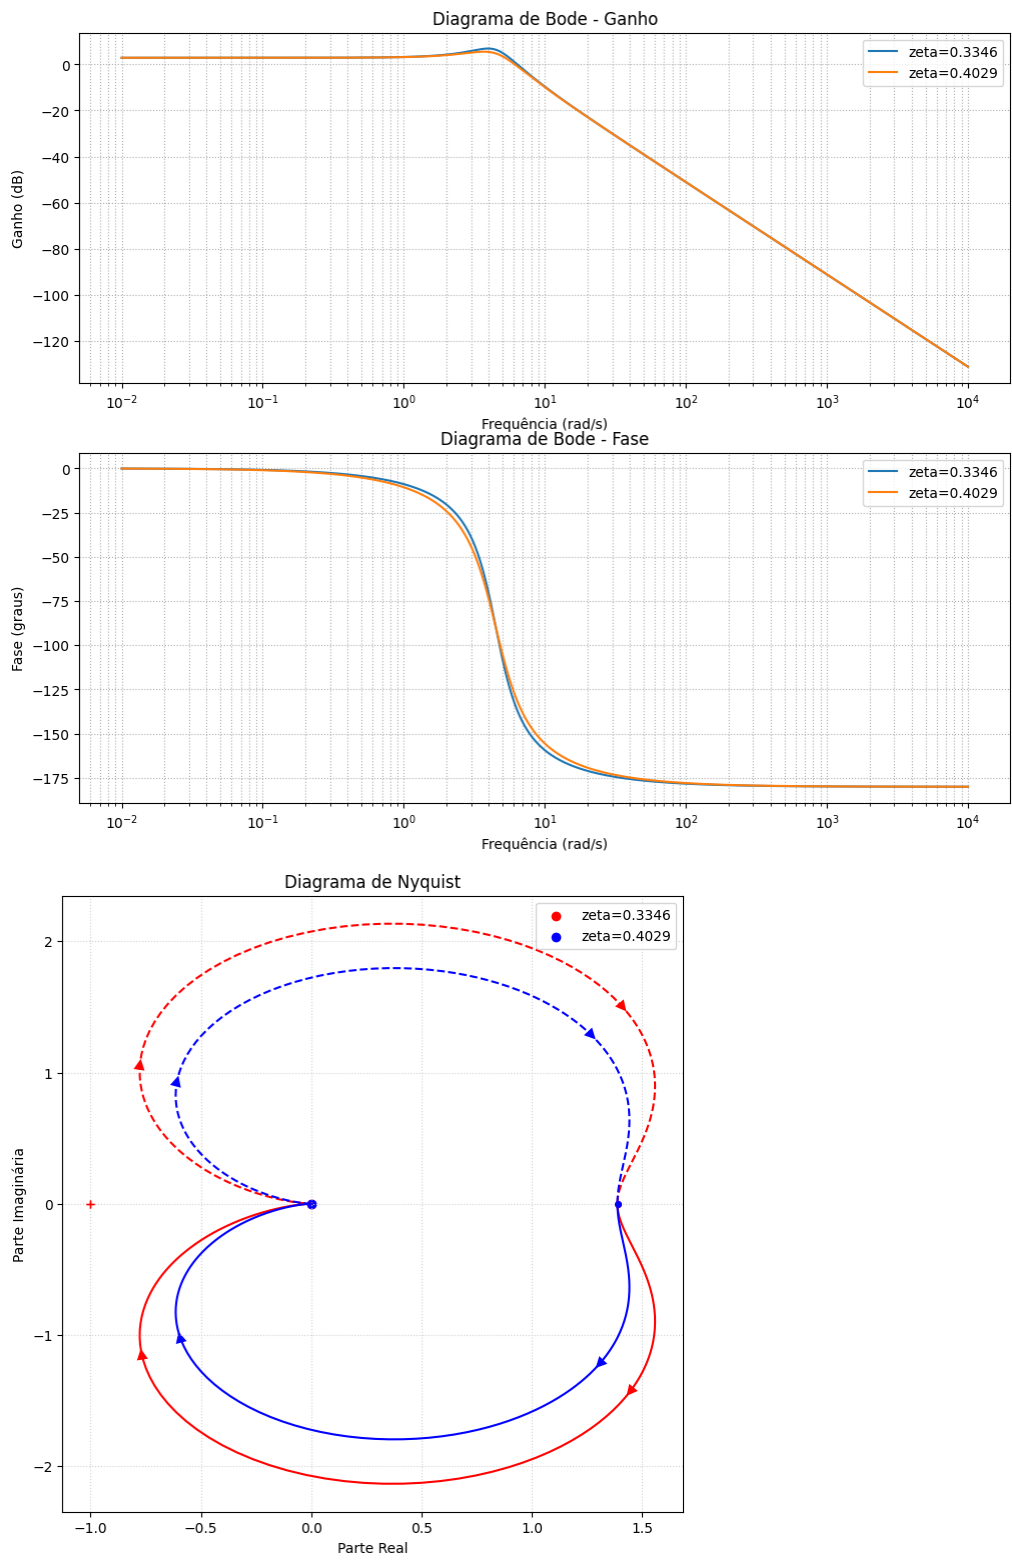 Diagrama de Bode - Ganho
zeta=0.3346
zeta=0.4029
Ganho (dB)
0
−20
−40
−60
−80
−100
−120
10⁻² 10⁻¹ 10⁰ 10¹ 10² 10³ 10⁴
Frequência (rad/s)
Diagrama de Bode - Fase
zeta=0.3346
zeta=0.4029
Fase (graus)
0
−25
−50
−75
−100
−125
−150
−175
10⁻² 10⁻¹ 10⁰ 10¹ 10² 10³ 10⁴
Frequência (rad/s)
Diagrama de Nyquist
zeta=0.3346
zeta=0.4029
Parte Imaginária
2
1
0
−1
−2
−1.0 −0.5 0.0 0.5 1.0 1.5
Parte Real